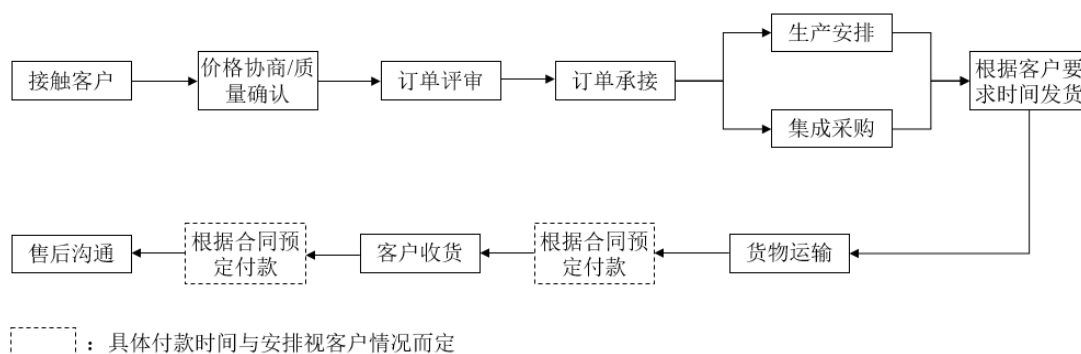 接触客户
价格协商/质
量确认
订单评审
订单承接
生产安排
集成采购
根据客户要
求时间发货
售后沟通
根据合同预
定付款
客户收货
根据合同预
定付款
货物运输
：具体付款时间与安排视客户情况而定